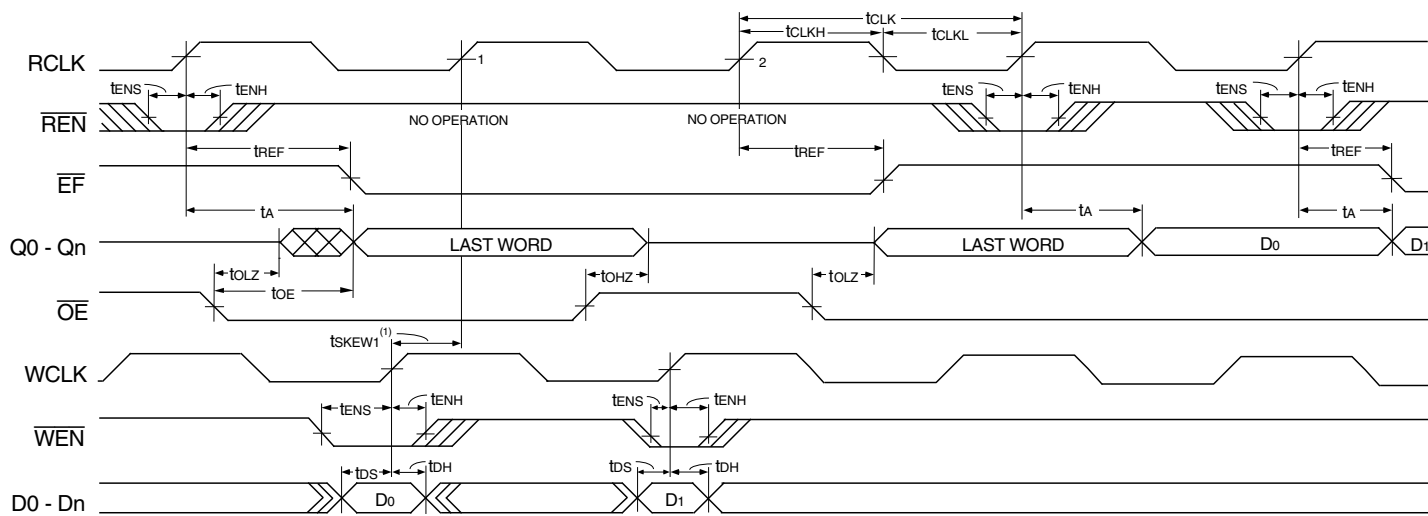 tCLK
tCLKH tCLKL
RCLK 1 2
tENS tENH tENS tENH tENS tENH
REN NO OPERATION NO OPERATION
tREF tREF tREF
EF
tA tA tA
Q0 - Qn LAST WORD LAST WORD D0 D1
tOLZ tOHZ tOLZ
tOE
OE
tSKEW1(1)
WCLK
tENS tENH tENS tENH
WEN
tDS tDH tDS tDH
D0 - Dn D0 D1